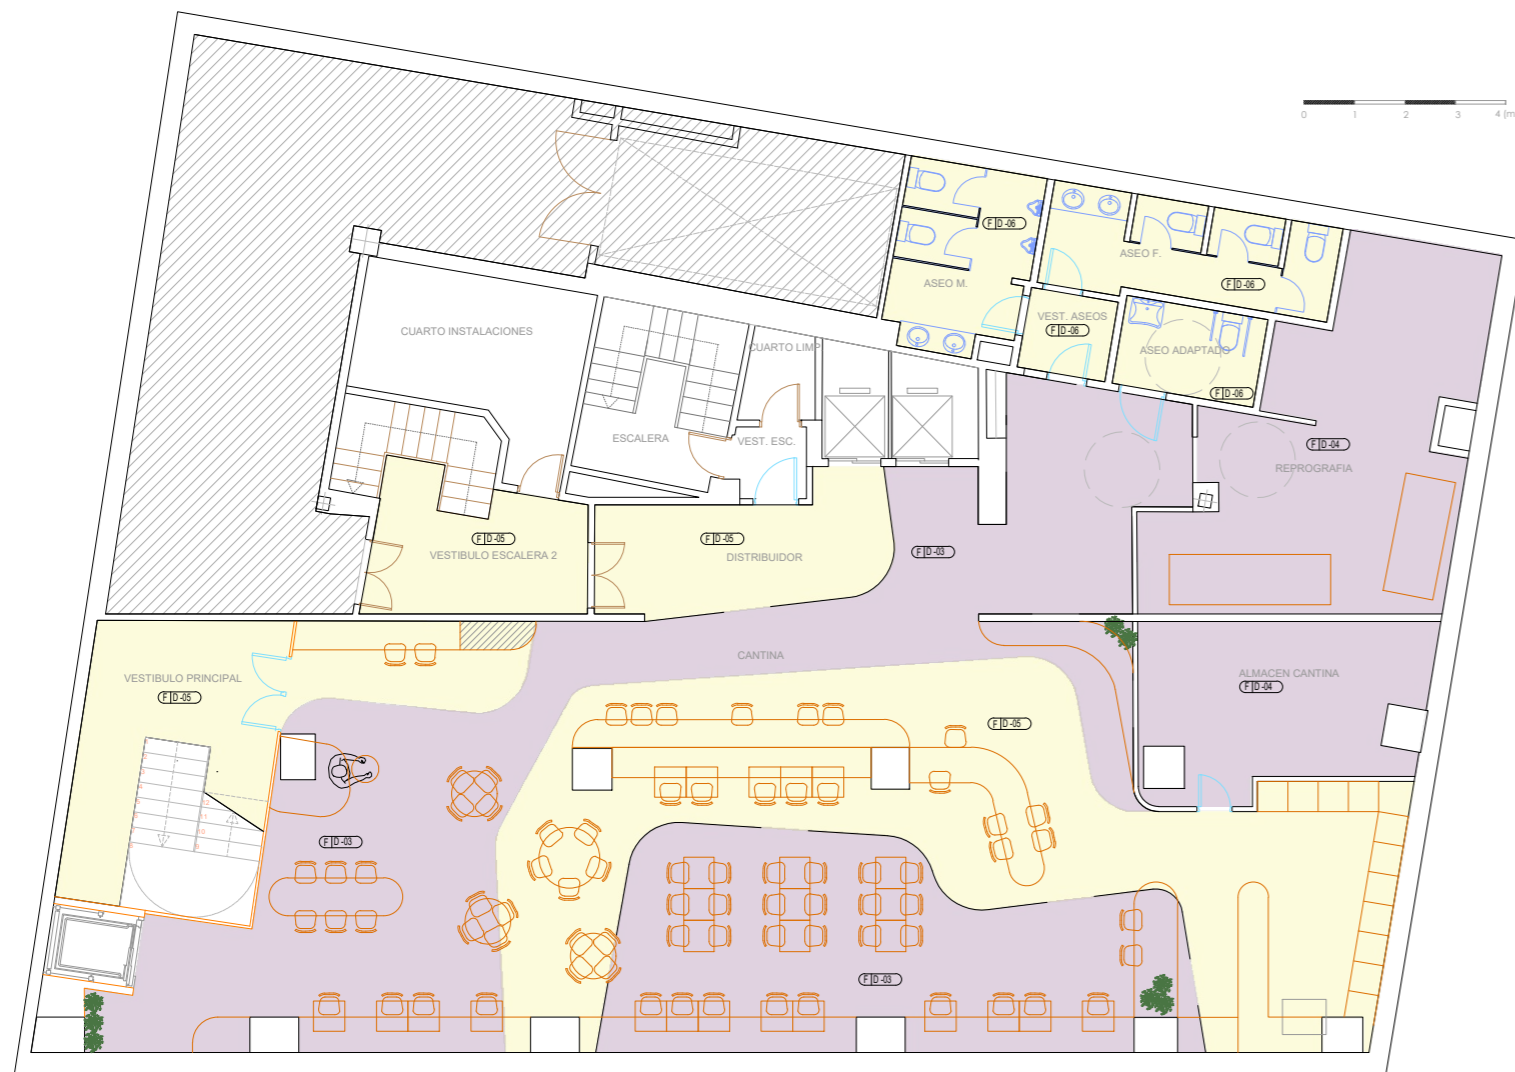 0 1 2 3 4 (m
F D-06
ASEO F.
ASEO M.
F D-06
VEST. ASEOS
F D-06
CUARTO INSTALACIONES
CUARTO LIMP
ASEO ADAPTADO
F D-06
ESCALERA
VEST. ESC.
F D-04
REPROGRAFIA
F D-05
VESTIBULO ESCALERA 2
F D-05
DISTRIBUIDOR
F D-03
CANTINA
VESTIBULO PRINCIPAL
F D-05
ALMACEN CANTINA
F D-04
F D-05
F D-03
F D-03